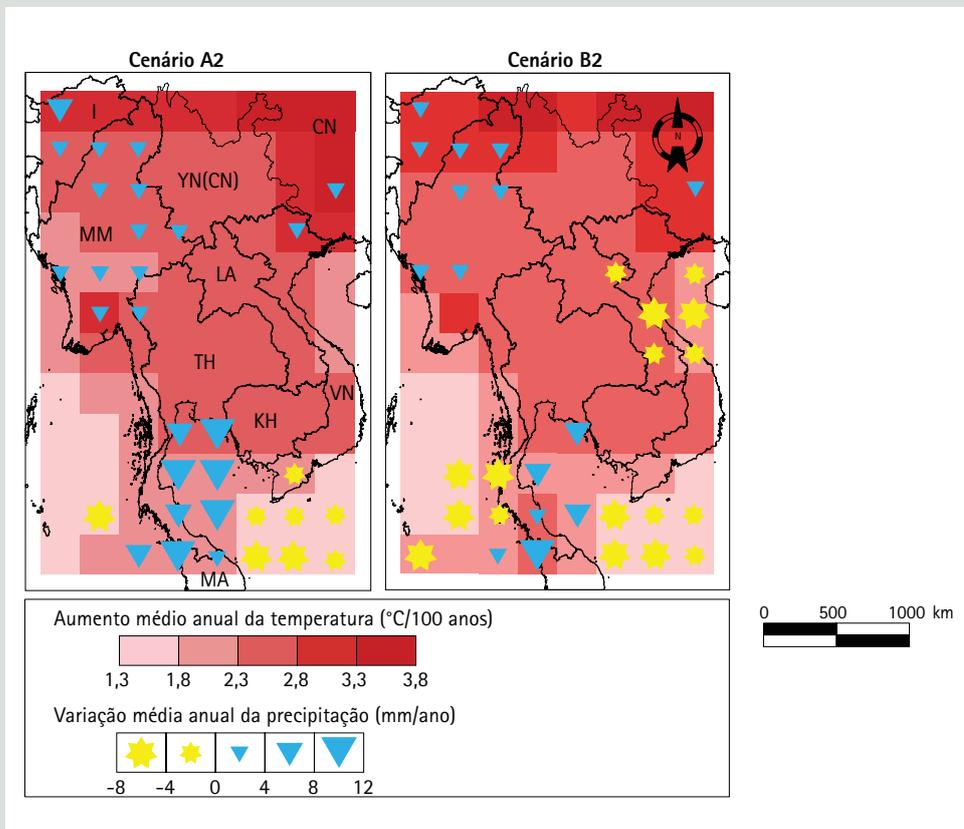 Cenário A2
Cenário B2
I
CN
N
YN(CN)
MM
LA
TH
VN
KH
MA
Aumento médio anual da temperatura (°C/100 anos)
1,3 1,8 2,3 2,8 3,3 3,8
Variação média anual da precipitação (mm/ano)
-8 -4 0 4 8 12
0 500 1000 km